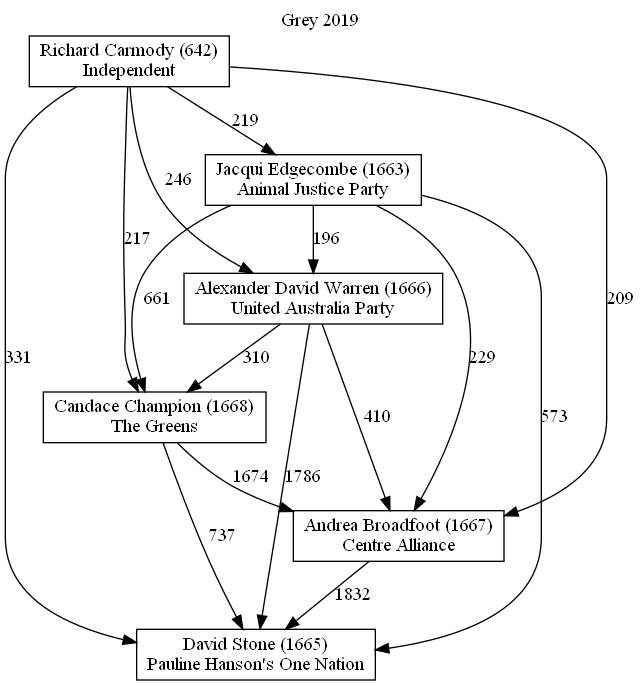 Grey 2019
Richard Carmody (642)
Independent
219
Jacqui Edgecombe (1663)
Animal Justice Party
246
217
196
661
Alexander David Warren (1666)
United Australia Party
209
331
310
229
Candace Champion (1668)
The Greens
410
573
1674
1786
Andrea Broadfoot (1667)
Centre Alliance
737
1832
David Stone (1665)
Pauline Hanson's One Nation